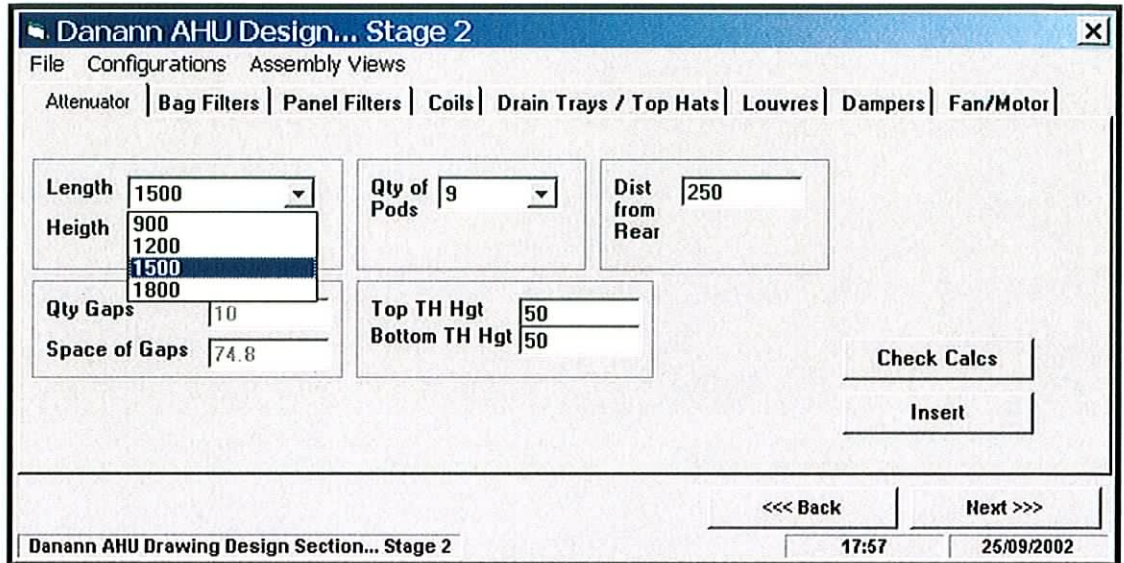 Danann AHU Design... Stage 2
File Configurations Assembly Views
Attenuator Bag Filters Panel Filters Coils Drain Trays / Top Hats Louvres Dampers Fan/Motor
Length 1500
Heigth
900
1200
1500
1800
Qty of Pods 9
Dist from Rear 250
Qty Gaps 10
Space of Gaps 74.8
Top TH Hgt 50
Bottom TH Hgt 50
Check Calcs
Insert
<<< Back Next >>>
Danann AHU Drawing Design Section... Stage 2 17:57 25/09/2002